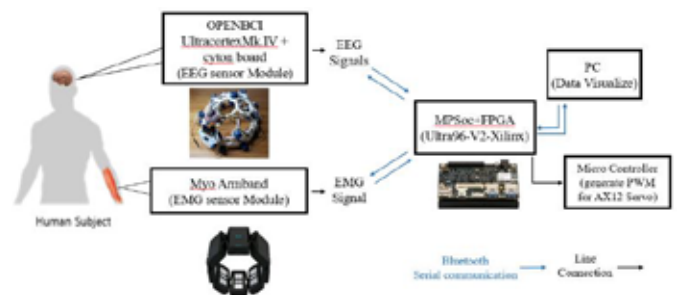 OPENBCI
UltracortexMk.IV +
cyton board
(EEG sensor Module)
EEG
Signals
PC
(Data Visualize)
MPSoc+FPGA
(Ultra96-V2-Xilinx)
Myo Armband
(EMG sensor Module)
EMG
Signal
Micro Controller
(generate PWM
for AX12 Servo)
Human Subject
Bluetooth
Serial communication
Line
Connection